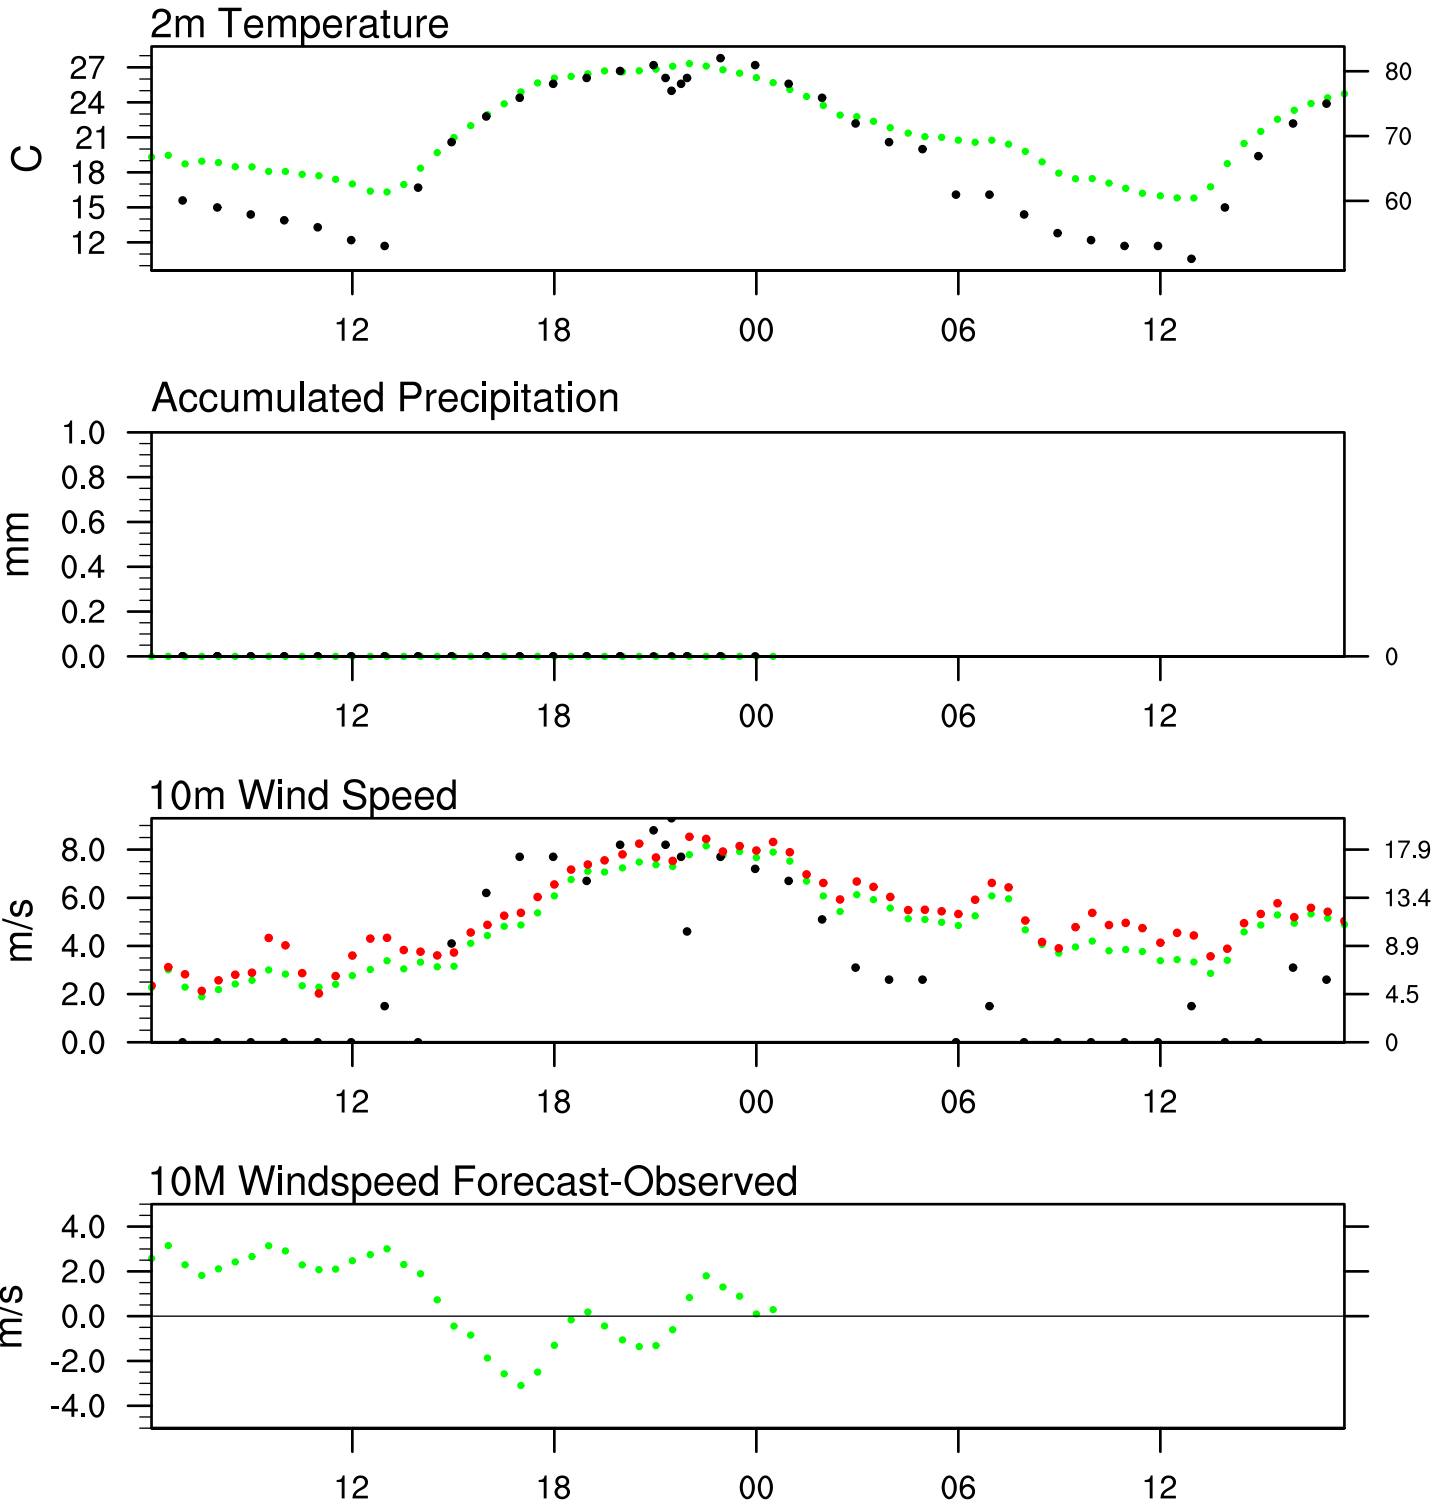 2m Temperature
27
24
21
18
15
12
C
80
70
60
12 18 00 06 12
Accumulated Precipitation
1.0
0.8
0.6
0.4
0.2
0.0
mm
0
12 18 00 06 12
10m Wind Speed
8.0
6.0
4.0
2.0
0.0
m/s
17.9
13.4
8.9
4.5
0
12 18 00 06 12
10M Windspeed Forecast-Observed
4.0
2.0
0.0
-2.0
-4.0
m/s
12 18 00 06 12